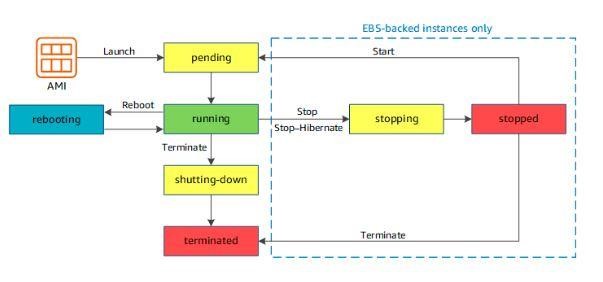 EBS-backed instances only
Launch
pending
Start
AMI
Reboot
rebooting
running
Stop
Stop–Hibernate
stopping
stopped
Terminate
shutting-down
terminated
Terminate